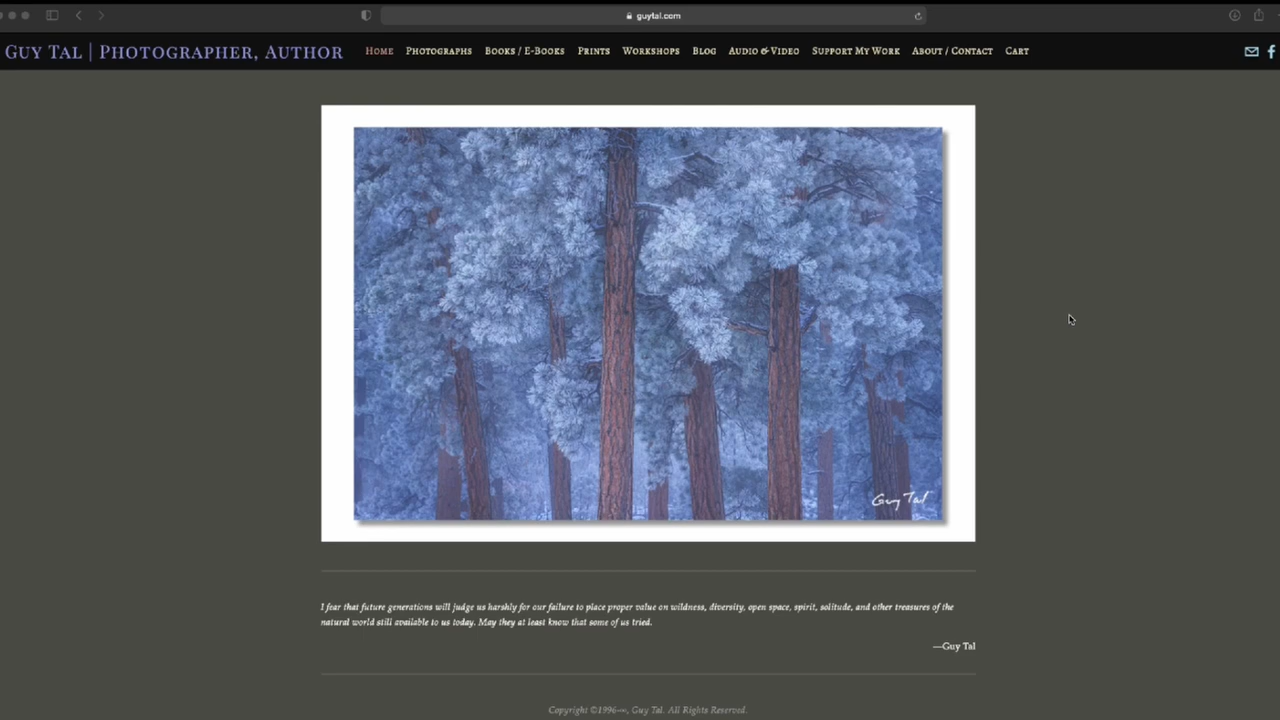 guytal.com
Guy Tal | Photographer, Author
Home Photographs Books / E-Books Prints Workshops Blog Audio & Video Support My Work About / Contact Cart
Guy Tal
I fear that future generations will judge us harshly for our failure to place proper value on wildness, diversity, open space, spirit, solitude, and other treasures of the
natural world still available to us today. May they at least know that some of us tried.
—Guy Tal
Copyright ©1996-∞, Guy Tal. All Rights Reserved.